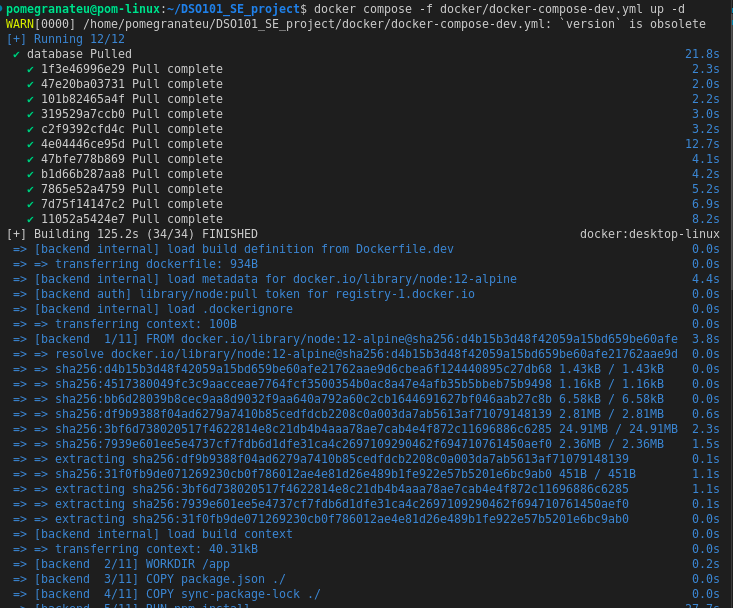 pomegranateu@pom-linux:~/DSO101_SE_project$ docker compose -f docker/docker-compose-dev.yml up -d
WARN[0000] /home/pomegranateu/DSO101_SE_project/docker/docker-compose-dev.yml: `version` is obsolete
[+] Running 12/12
✔ database Pulled 21.8s
✔ 1f3e46996e29 Pull complete 2.3s
✔ 47e20ba03731 Pull complete 2.0s
✔ 101b82465a4f Pull complete 2.2s
✔ 319529a7ccb0 Pull complete 3.0s
✔ c2f9392cfd4c Pull complete 3.2s
✔ 4e04446ce95d Pull complete 12.7s
✔ 47bfe778b869 Pull complete 4.1s
✔ b1d66b287aa8 Pull complete 4.2s
✔ 7865e52a4759 Pull complete 5.2s
✔ 7d75f14147c2 Pull complete 6.9s
✔ 11052a5424e7 Pull complete 8.2s
[+] Building 125.2s (34/34) FINISHED docker:desktop-linux
=> [backend internal] load build definition from Dockerfile.dev 0.0s
=> => transferring dockerfile: 934B 0.0s
=> [backend internal] load metadata for docker.io/library/node:12-alpine 4.4s
=> [backend auth] library/node:pull token for registry-1.docker.io 0.0s
=> [backend internal] load .dockerignore 0.0s
=> => transferring context: 100B 0.0s
=> [backend  1/11] FROM docker.io/library/node:12-alpine@sha256:d4b15b3d48f42059a15bd659be60afe 3.8s
=> => resolve docker.io/library/node:12-alpine@sha256:d4b15b3d48f42059a15bd659be60afe21762aae9d 0.0s
=> => sha256:d4b15b3d48f42059a15bd659be60afe21762aae9d6cbea6f124440895c27db68 1.43kB / 1.43kB 0.0s
=> => sha256:4517380049fc3c9aacceae7764fcf3500354b0ac8a47e4afb35b5bbeb75b9498 1.16kB / 1.16kB 0.0s
=> => sha256:bb6d28039b8cec9aa8d9032f9aa640a792a60c2cb1644691627bf046aab27c8b 6.58kB / 6.58kB 0.0s
=> => sha256:df9b9388f04ad6279a7410b85cedfdcb2208c0a003da7ab5613af71079148139 2.81MB / 2.81MB 0.6s
=> => sha256:3bf6d738020517f4622814e8c21db4b4aaa78ae7cab4e4f872c11696886c6285 24.91MB / 24.91MB 2.3s
=> => sha256:7939e601ee5e4737cf7fdb6d1dfe31ca4c2697109290462f694710761450aef0 2.36MB / 2.36MB 1.5s
=> => extracting sha256:df9b9388f04ad6279a7410b85cedfdcb2208c0a003da7ab5613af71079148139 0.1s
=> => sha256:31f0fb9de071269230cb0f786012ae4e81d26e489b1fe922e57b5201e6bc9ab0 451B / 451B 1.1s
=> => extracting sha256:3bf6d738020517f4622814e8c21db4b4aaa78ae7cab4e4f872c11696886c6285 1.1s
=> => extracting sha256:7939e601ee5e4737cf7fdb6d1dfe31ca4c2697109290462f694710761450aef0 0.1s
=> => extracting sha256:31f0fb9de071269230cb0f786012ae4e81d26e489b1fe922e57b5201e6bc9ab0 0.0s
=> [backend internal] load build context 0.0s
=> => transferring context: 40.31kB 0.0s
=> [backend  2/11] WORKDIR /app 0.2s
=> [backend  3/11] COPY package.json ./ 0.0s
=> [backend  4/11] COPY sync-package-lock ./ 0.0s
=> [backend  5/11] RUN npm install 27.7s